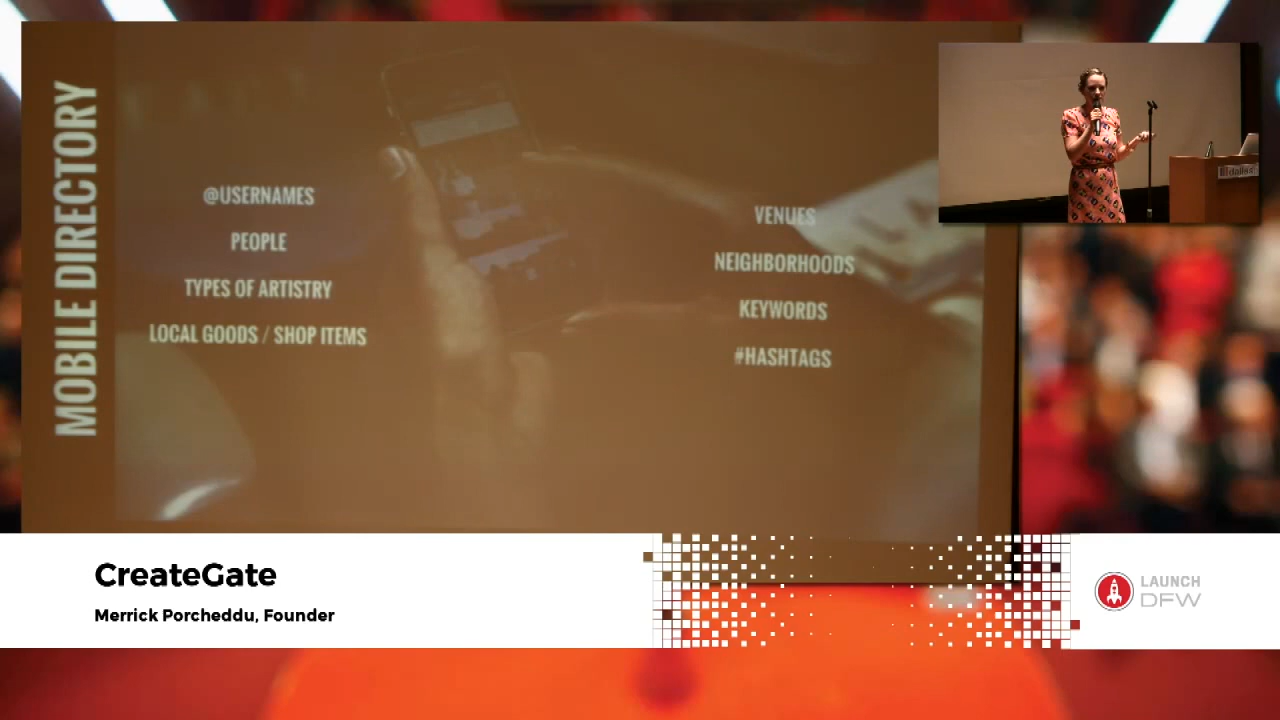 MOBILE DIRECTORY
@USERNAMES
PEOPLE
TYPES OF ARTISTRY
LOCAL GOODS / SHOP ITEMS
VENUES
NEIGHBORHOODS
KEYWORDS
#HASHTAGS
dallas
CreateGate
Merrick Porcheddu, Founder
LAUNCH
DFW